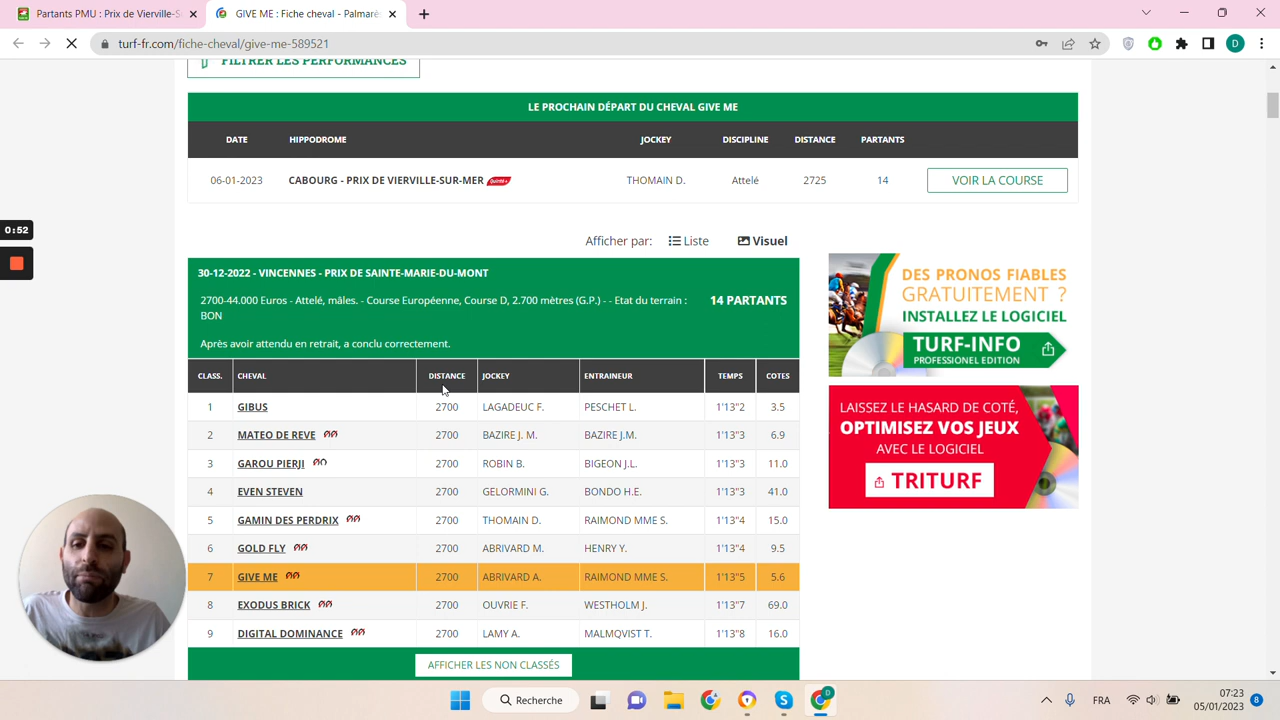 Partants PMU : Prix de Vierville-S
GIVE ME : Fiche cheval - Palmarè
turf-fr.com/fiche-cheval/give-me-589521
D
FILTRER LES PERFORMANCES
LE PROCHAIN DÉPART DU CHEVAL GIVE ME
DATE HIPPODROME JOCKEY DISCIPLINE DISTANCE PARTANTS
06-01-2023 CABOURG - PRIX DE VIERVILLE-SUR-MER Quinté+ THOMAIN D. Attelé 2725 14 VOIR LA COURSE
0:52
Afficher par: Liste Visuel
30-12-2022 - VINCENNES - PRIX DE SAINTE-MARIE-DU-MONT
2700-44.000 Euros - Attelé, mâles. - Course Européenne, Course D, 2.700 mètres (G.P.) - - Etat du terrain :
BON
14 PARTANTS
Après avoir attendu en retrait, a conclu correctement.
CLASS. CHEVAL DISTANCE JOCKEY ENTRAINEUR TEMPS COTES
1 GIBUS 2700 LAGADEUC F. PESCHET L. 1'13"2 3.5
2 MATEO DE REVE 2700 BAZIRE J. M. BAZIRE J.M. 1'13"3 6.9
3 GAROU PIERJI 2700 ROBIN B. BIGEON J.L. 1'13"3 11.0
4 EVEN STEVEN 2700 GELORMINI G. BONDO H.E. 1'13"3 41.0
5 GAMIN DES PERDRIX 2700 THOMAIN D. RAIMOND MME S. 1'13"4 15.0
6 GOLD FLY 2700 ABRIVARD M. HENRY Y. 1'13"4 9.5
7 GIVE ME 2700 ABRIVARD A. RAIMOND MME S. 1'13"5 5.6
8 EXODUS BRICK 2700 OUVRIE F. WESTHOLM J. 1'13"7 69.0
9 DIGITAL DOMINANCE 2700 LAMY A. MALMQVIST T. 1'13"8 16.0
AFFICHER LES NON CLASSÉS
DES PRONOS FIABLES
GRATUITEMENT ?
INSTALLEZ LE LOGICIEL
TURF-INFO
PROFESSIONEL EDITION
LAISSEZ LE HASARD DE COTÉ,
OPTIMISEZ VOS JEUX
AVEC LE LOGICIEL
TRITURF
Recherche
D
FRA
07:23
05/01/2023
8